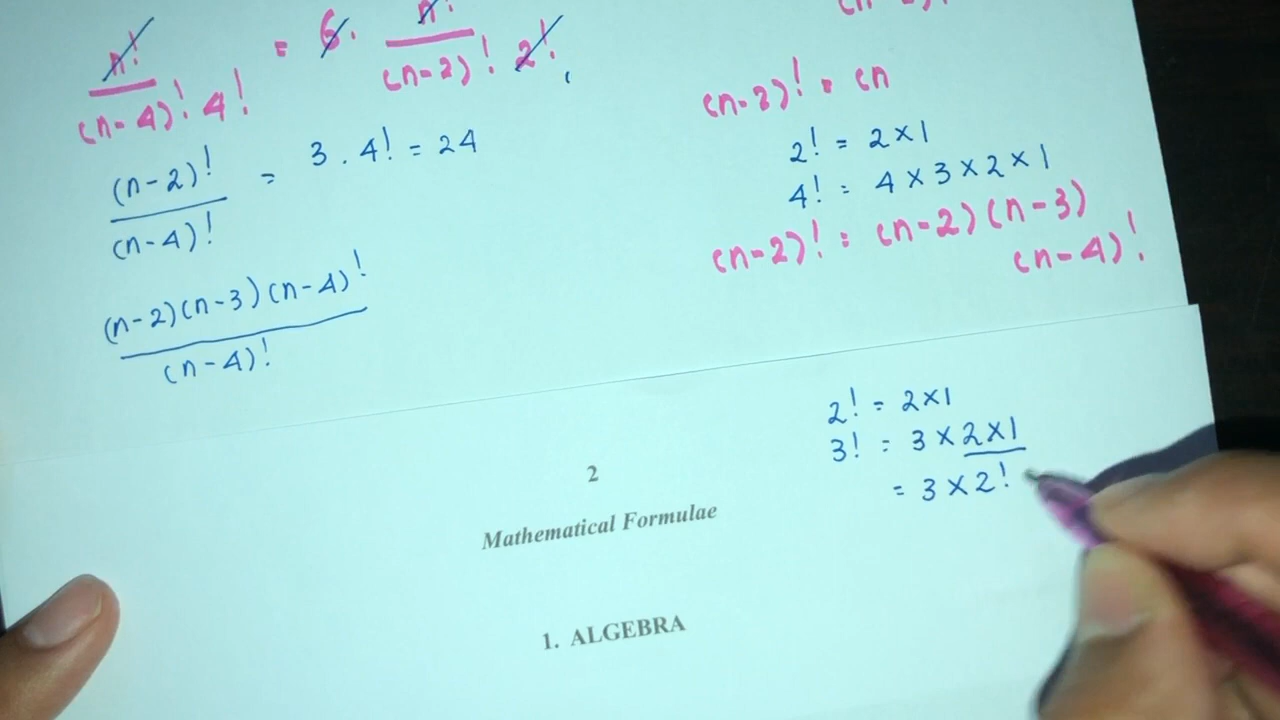 n! / (n-4)! 4! = 6. n! / (n-2)! 2!
(n-2)! / (n-4)! = 3 . 4! = 24
(n-2)(n-3)(n-4)! / (n-4)!
(n-2)! = (n
2! = 2×1
4! = 4×3×2×1
(n-2)! = (n-2)(n-3)
(n-4)!
2! = 2×1
3! = 3×2×1
= 3×2!
2
Mathematical Formulae
1. ALGEBRA